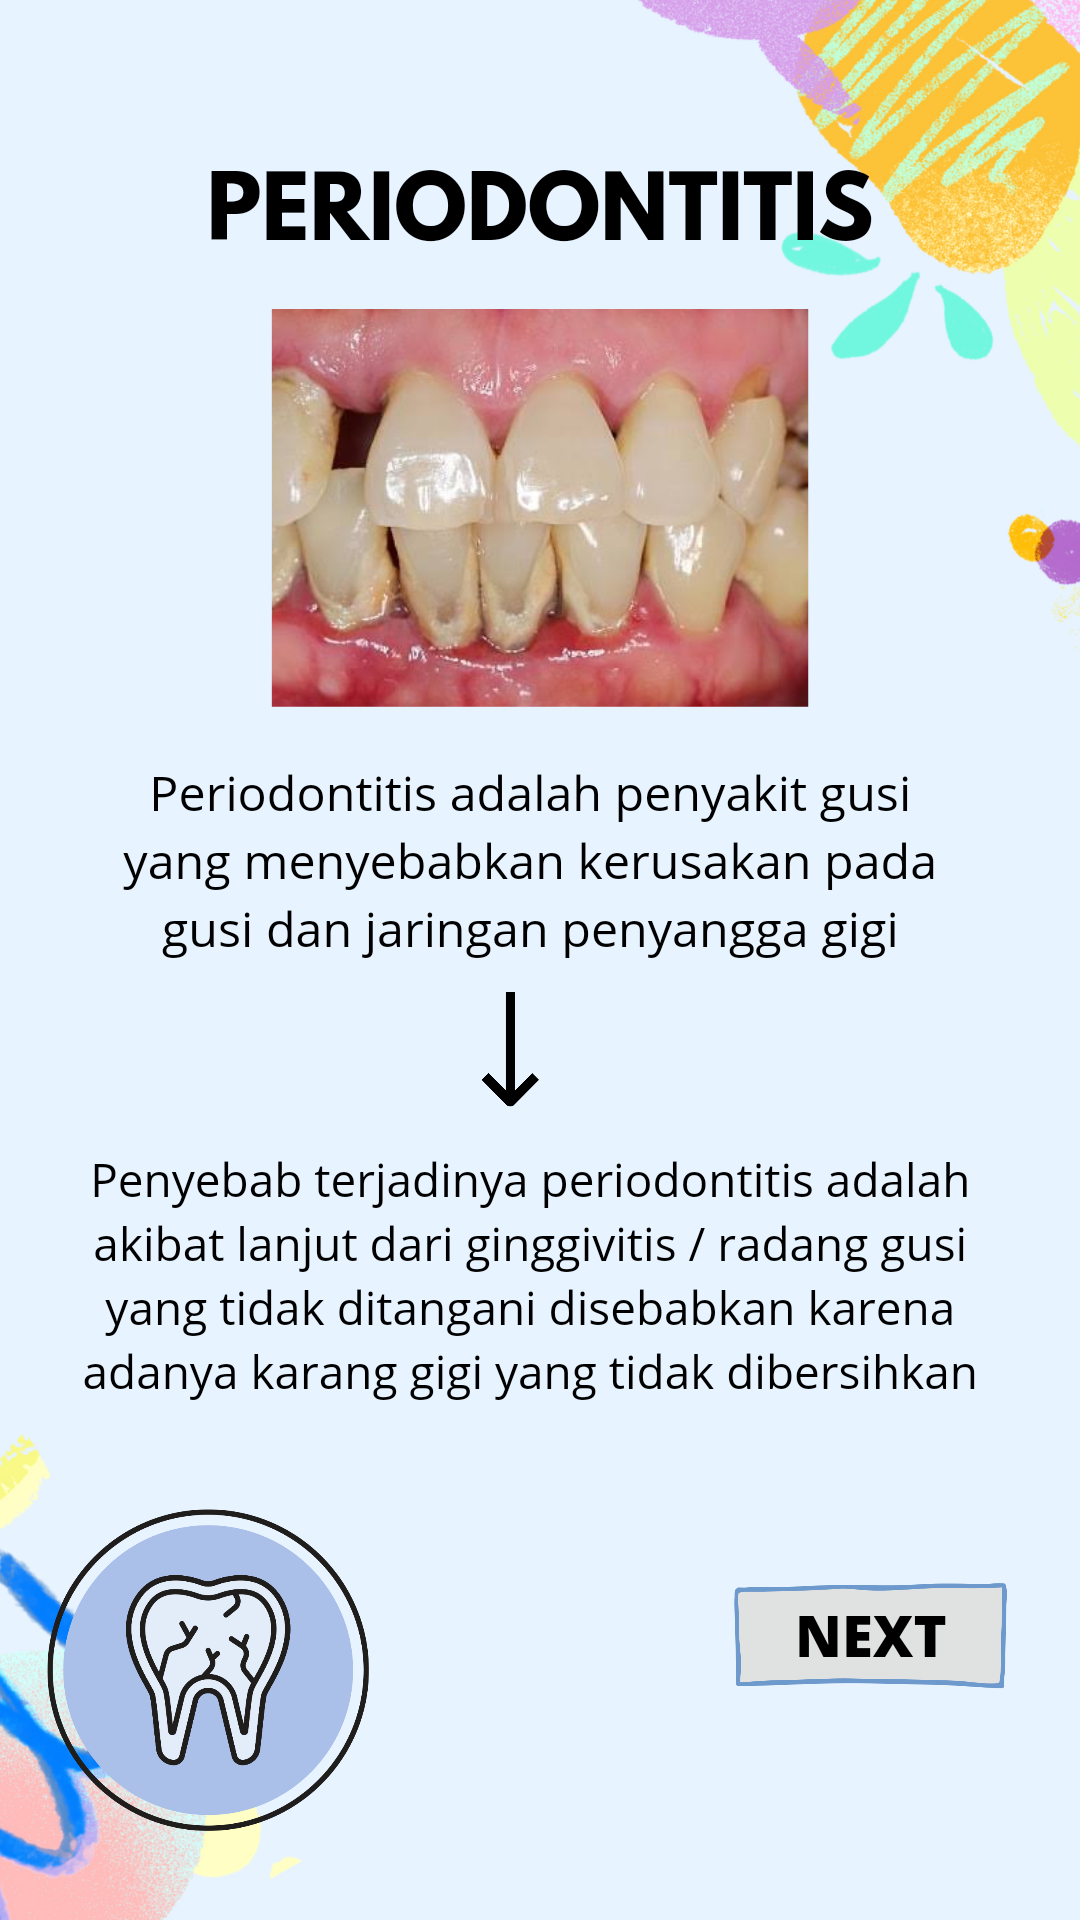 PERIODONTITIS
Periodontitis adalah penyakit gusi
yang menyebabkan kerusakan pada
gusi dan jaringan penyangga gigi
Penyebab terjadinya periodontitis adalah
akibat lanjut dari ginggivitis / radang gusi
yang tidak ditangani disebabkan karena
adanya karang gigi yang tidak dibersihkan
NEXT